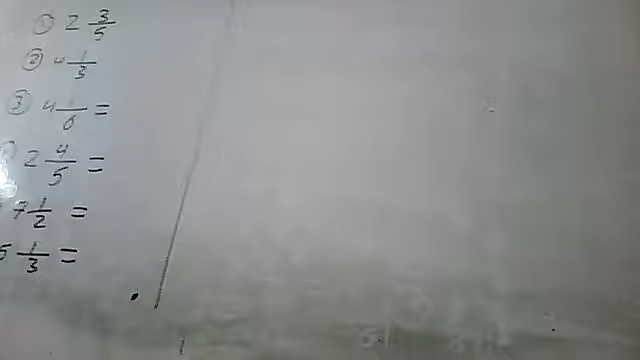 ① 2 3/5
② 4 1/3
③ 4 1/6 =
2 4/5 =
7 1/2 =
5 1/3 =